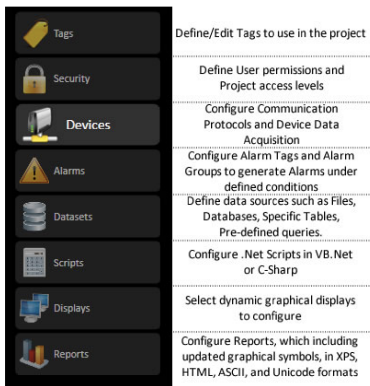 Tags
Define/Edit Tags to use in the project
Security
Define User permissions and
Project access levels
Devices
Configure Communication
Protocols and Device Data
Acquisition
Alarms
Configure Alarm Tags and Alarm
Groups to generate Alarms under
defined conditions
Datasets
Define data sources such as Files,
Databases, Specific Tables,
Pre-defined queries.
Scripts
Configure .Net Scripts in VB.Net
or C-Sharp
Displays
Select dynamic graphical displays
to configure
Reports
Configure Reports, which including
updated graphical symbols, in XPS,
HTML, ASCII, and Unicode formats